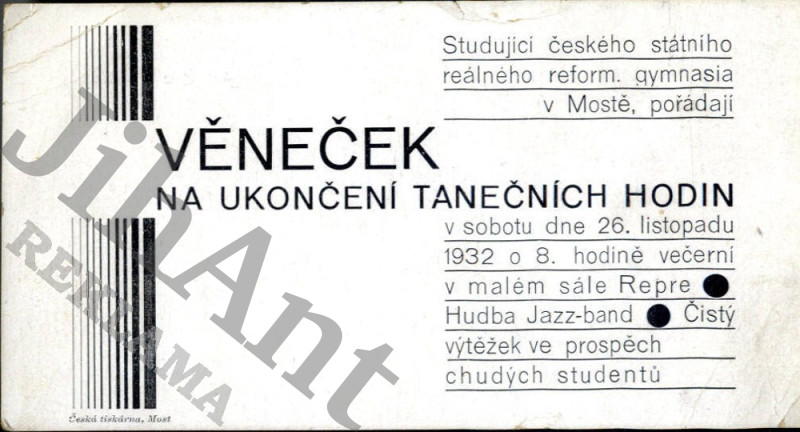 Studující českého státního
reálného reform. gymnasia
v Mostě, pořádají
VĚNEČEK
NA UKONČENÍ TANEČNÍCH HODIN
v sobotu dne 26. listopadu
1932 o 8. hodině večerní
v malém sále Repre ●
Hudba Jazz-band ● Čistý
výtěžek ve prospěch
chudých studentů
Česká tiskárna, Most
JihAnt
REKLAMA